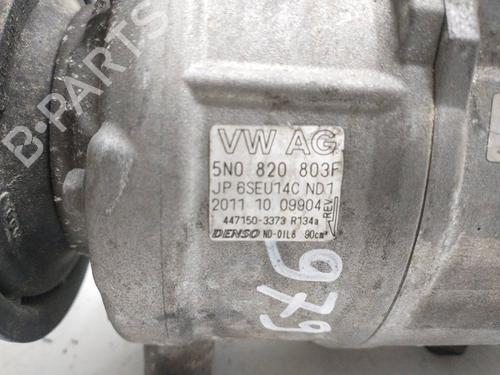 VW AG
5N0 820 803F
JP 6SEU14C ND1
2011 10 09904
REV
447150-3373 R134a
DENSO ND-OIL8 90cm³
979
B-PARTS